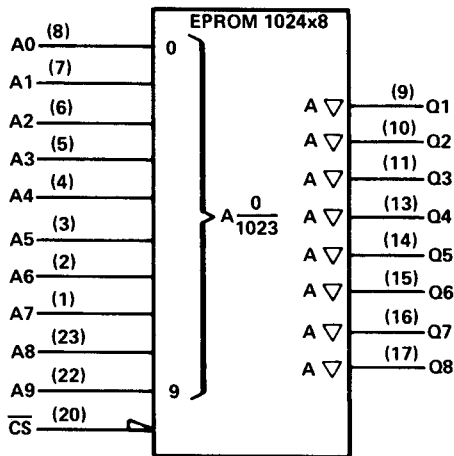 EPROM 1024x8
A0 (8) 0
A1 (7)
A2 (6)
A3 (5)
A4 (4)
A5 (3)
A6 (2)
A7 (1)
A8 (23)
A9 (22) 9
CS (20)
A 0
1023
A ▽ (9) Q1
A ▽ (10) Q2
A ▽ (11) Q3
A ▽ (13) Q4
A ▽ (14) Q5
A ▽ (15) Q6
A ▽ (16) Q7
A ▽ (17) Q8